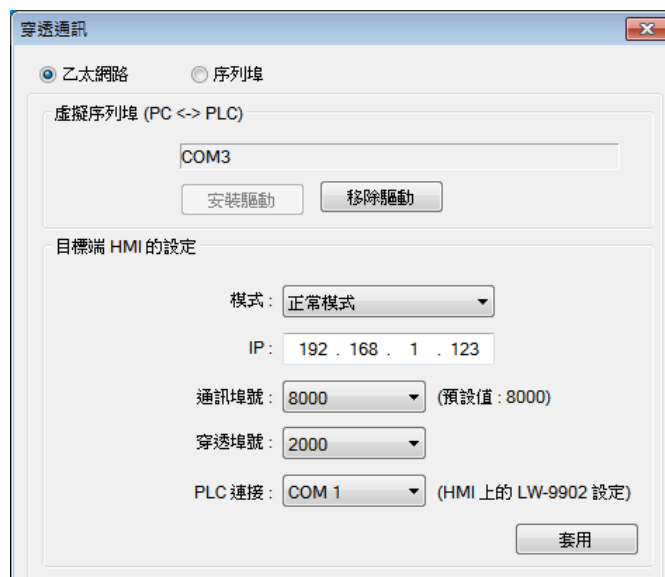 穿透通訊
乙太網路 序列埠
虛擬序列埠 (PC <-> PLC)
COM3
安裝驅動 移除驅動
目標端 HMI 的設定
模式 : 正常模式
IP : 192 . 168 . 1 . 123
通訊埠號 : 8000 (預設值 : 8000)
穿透埠號 : 2000
PLC 連接 : COM 1 (HMI 上的 LW-9902 設定)
套用